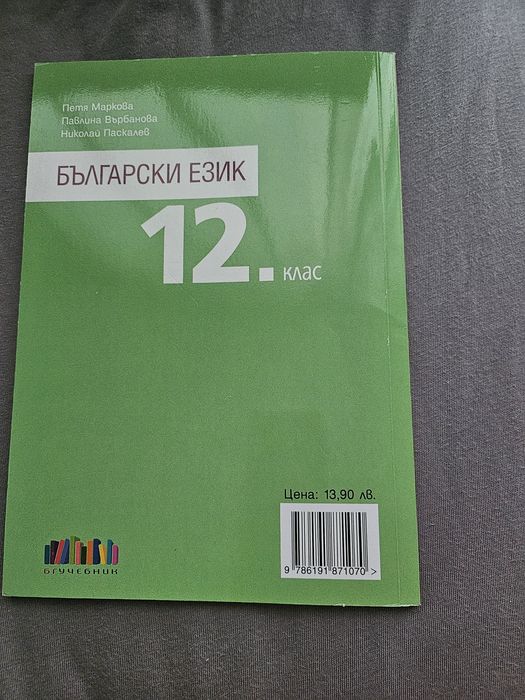 Петя Маркова
Павлина Върбанова
Николай Паскалев
БЪЛГАРСКИ ЕЗИК
12. клас
Цена: 13,90 лв.
9 786191 871070 >
БГУЧЕБНИК